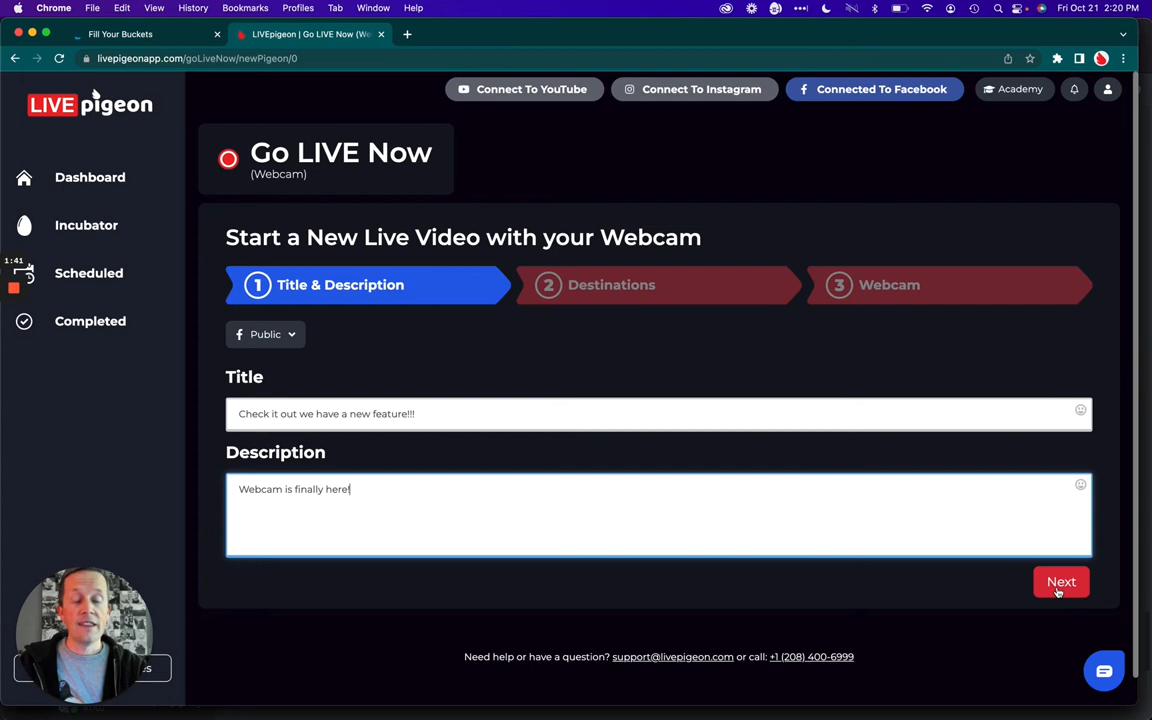 Chrome File Edit View History Bookmarks Profiles Tab Window Help Fri Oct 21 2:20 PM
Fill Your Buckets
LIVEpigeon | Go LIVE Now (We
livepigeonapp.com/goLiveNow/newPigeon/0
LIVE pigeon
Connect To YouTube
Connect To Instagram
Connected To Facebook
Academy
Go LIVE Now
(Webcam)
Dashboard
Incubator
Scheduled
Completed
1:41
Start a New Live Video with your Webcam
1 Title & Description
2 Destinations
3 Webcam
Public
Title
Check it out we have a new feature!!!
Description
Webcam is finally here!
Next
Need help or have a question? support@livepigeon.com or call: +1 (208) 400-6999